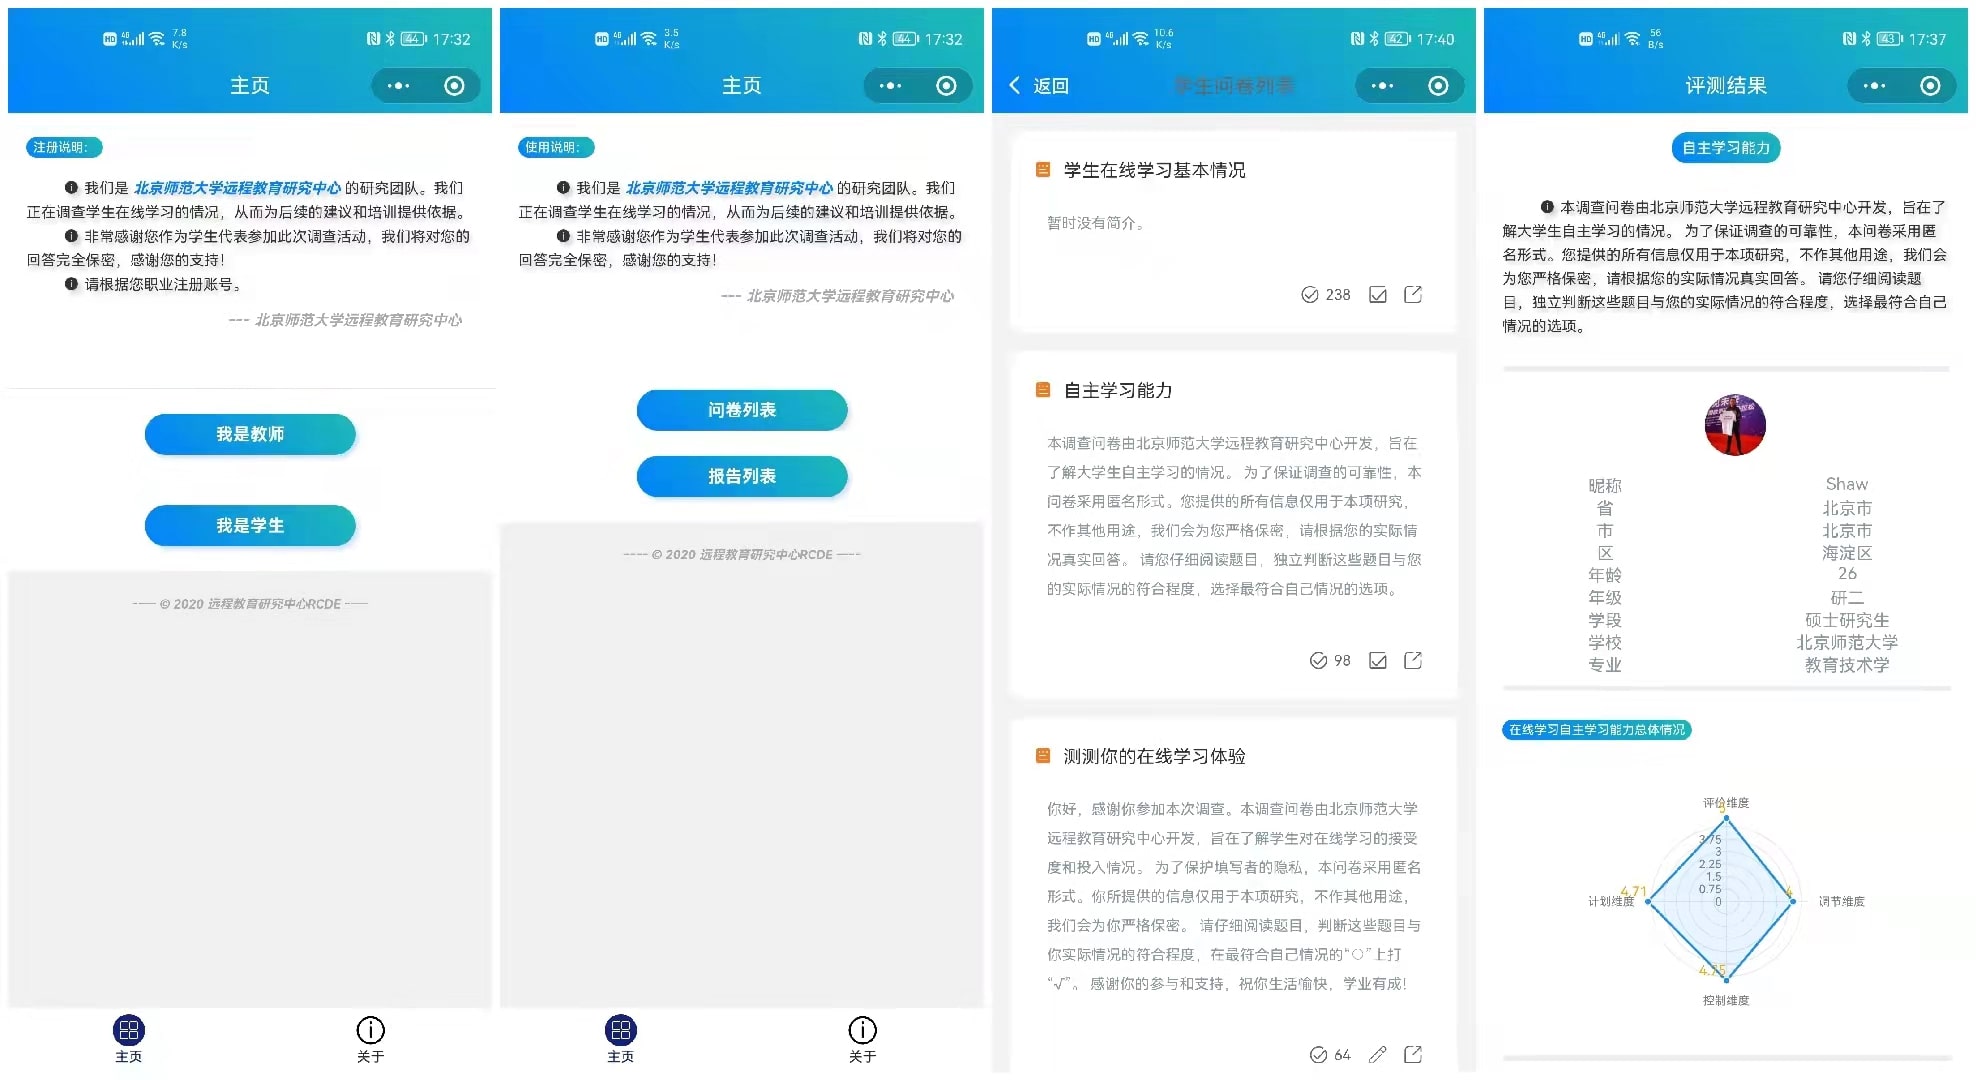 HD 4G 7.8 K/s 44 17:32
主页
注册说明:
我们是 北京师范大学远程教育研究中心 的研究团队。我们
正在调查学生在线学习的情况，从而为后续的建议和培训提供依据。
非常感谢您作为学生代表参加此次调查活动，我们将对您的
回答完全保密，感谢您的支持!
请根据您职业注册账号。
--- 北京师范大学远程教育研究中心
我是教师
我是学生
—— © 2020 远程教育研究中心RCDE ——
主页
关于
HD 4G 3.5 K/s 44 17:32
主页
使用说明:
我们是 北京师范大学远程教育研究中心 的研究团队。我们
正在调查学生在线学习的情况，从而为后续的建议和培训提供依据。
非常感谢您作为学生代表参加此次调查活动，我们将对您的
回答完全保密，感谢您的支持!
--- 北京师范大学远程教育研究中心
问卷列表
报告列表
---- © 2020 远程教育研究中心RCDE ----
主页
关于
HD 4G 10.6 K/s 42 17:40
返回 学生问卷列表
学生在线学习基本情况
暂时没有简介。
238
自主学习能力
本调查问卷由北京师范大学远程教育研究中心开发，旨在
了解大学生自主学习的情况。 为了保证调查的可靠性，本
问卷采用匿名形式。您提供的所有信息仅用于本项研究，
不作其他用途，我们会为您严格保密，请根据您的实际情
况真实回答。 请您仔细阅读题目，独立判断这些题目与您
的实际情况的符合程度，选择最符合自己情况的选项。
98
测测你的在线学习体验
你好，感谢你参加本次调查。本调查问卷由北京师范大学
远程教育研究中心开发，旨在了解学生对在线学习的接受
度和投入情况。 为了保护填写者的隐私，本问卷采用匿名
形式。你所提供的信息仅用于本项研究，不作其他用途，
我们会为你严格保密。 请仔细阅读题目，判断这些题目与
你实际情况的符合程度，在最符合自己情况的“○”上打
“√”。 感谢你的参与和支持，祝你生活愉快，学业有成!
64
HD 4G 56 B/s 43 17:37
评测结果
自主学习能力
本调查问卷由北京师范大学远程教育研究中心开发，旨在了
解大学生自主学习的情况。 为了保证调查的可靠性，本问卷采用匿
名形式。您提供的所有信息仅用于本项研究，不作其他用途，我们会
为您严格保密，请根据您的实际情况真实回答。 请您仔细阅读题
目，独立判断这些题目与您的实际情况的符合程度，选择最符合自己
情况的选项。
昵称 Shaw
省 北京市
市 北京市
区 海淀区
年龄 26
年级 研二
学段 硕士研究生
学校 北京师范大学
专业 教育技术学
在线学习自主学习能力总体情况
评价维度
5
3.75
3
2.25
1.5
0.75
0
4.71
计划维度
4
调节维度
4.75
控制维度